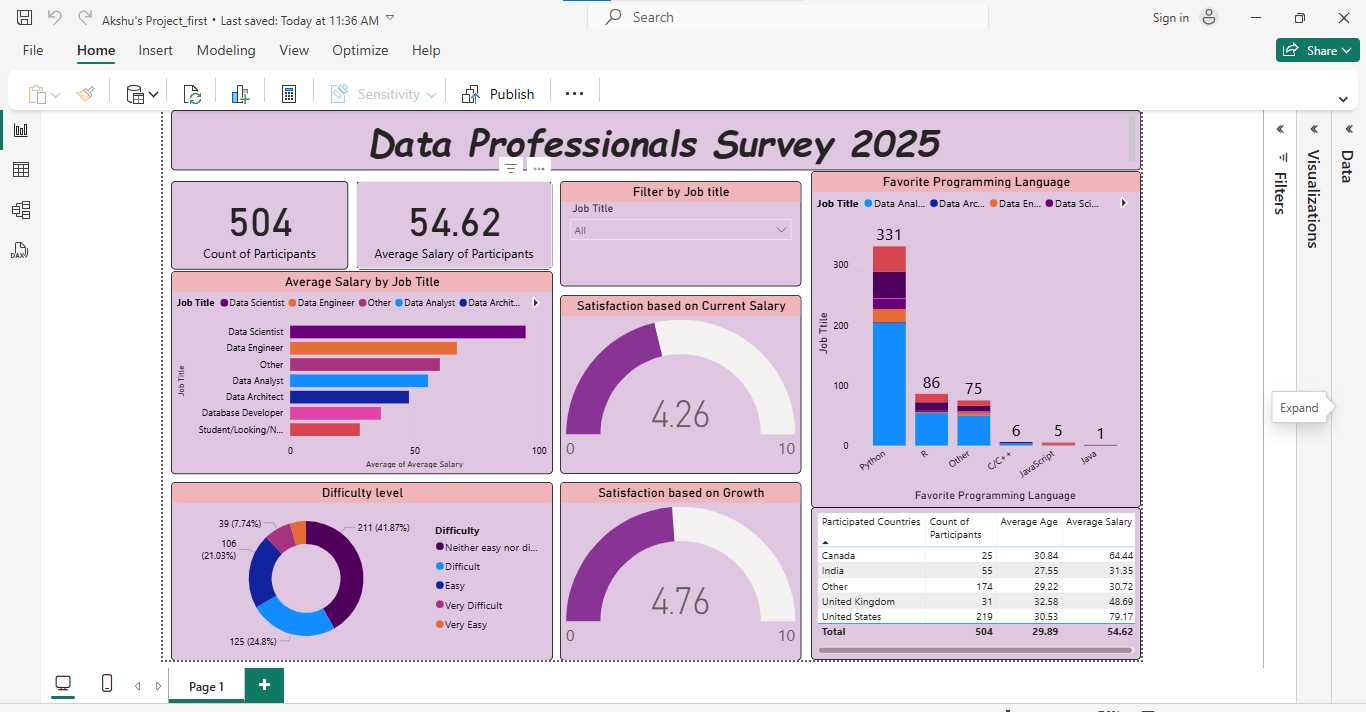 Akshu's Project_first • Last saved: Today at 11:36 AM
Search
Sign in
File Home Insert Modeling View Optimize Help
Share
Sensitivity
Publish
Data Professionals Survey 2025
504
Count of Participants
54.62
Average Salary of Participants
Filter by Job title
Job Title
All
Average Salary by Job Title
Job Title Data Scientist Data Engineer Other Data Analyst Data Archit...
Job Title
Data Scientist
Data Engineer
Other
Data Analyst
Data Architect
Database Developer
Student/Looking/N...
0 50 100
Average of Average Salary
Satisfaction based on Current Salary
4.26
0 10
Favorite Programming Language
Job Title Data Anal... Data Arc... Data En... Data Sci...
Job Ttile
300
200
100
0
331
86
75
6
5
1
Python
R
Other
C/C++
JavaScript
Java
Favorite Programming Language
Difficulty level
39 (7.74%)
106
(21.03%)
211 (41.87%)
125 (24.8%)
Difficulty
Neither easy nor di...
Difficult
Easy
Very Difficult
Very Easy
Satisfaction based on Growth
4.76
0 10
Participated Countries Count of Participants Average Age Average Salary
Canada 25 30.84 64.44
India 55 27.55 31.35
Other 174 29.22 30.72
United Kingdom 31 32.58 48.69
United States 219 30.53 79.17
Total 504 29.89 54.62
Filters
Visualizations
Data
Expand
DAX
Page 1